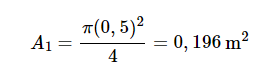 A₁ = π(0, 5)² / 4 = 0, 196 m²